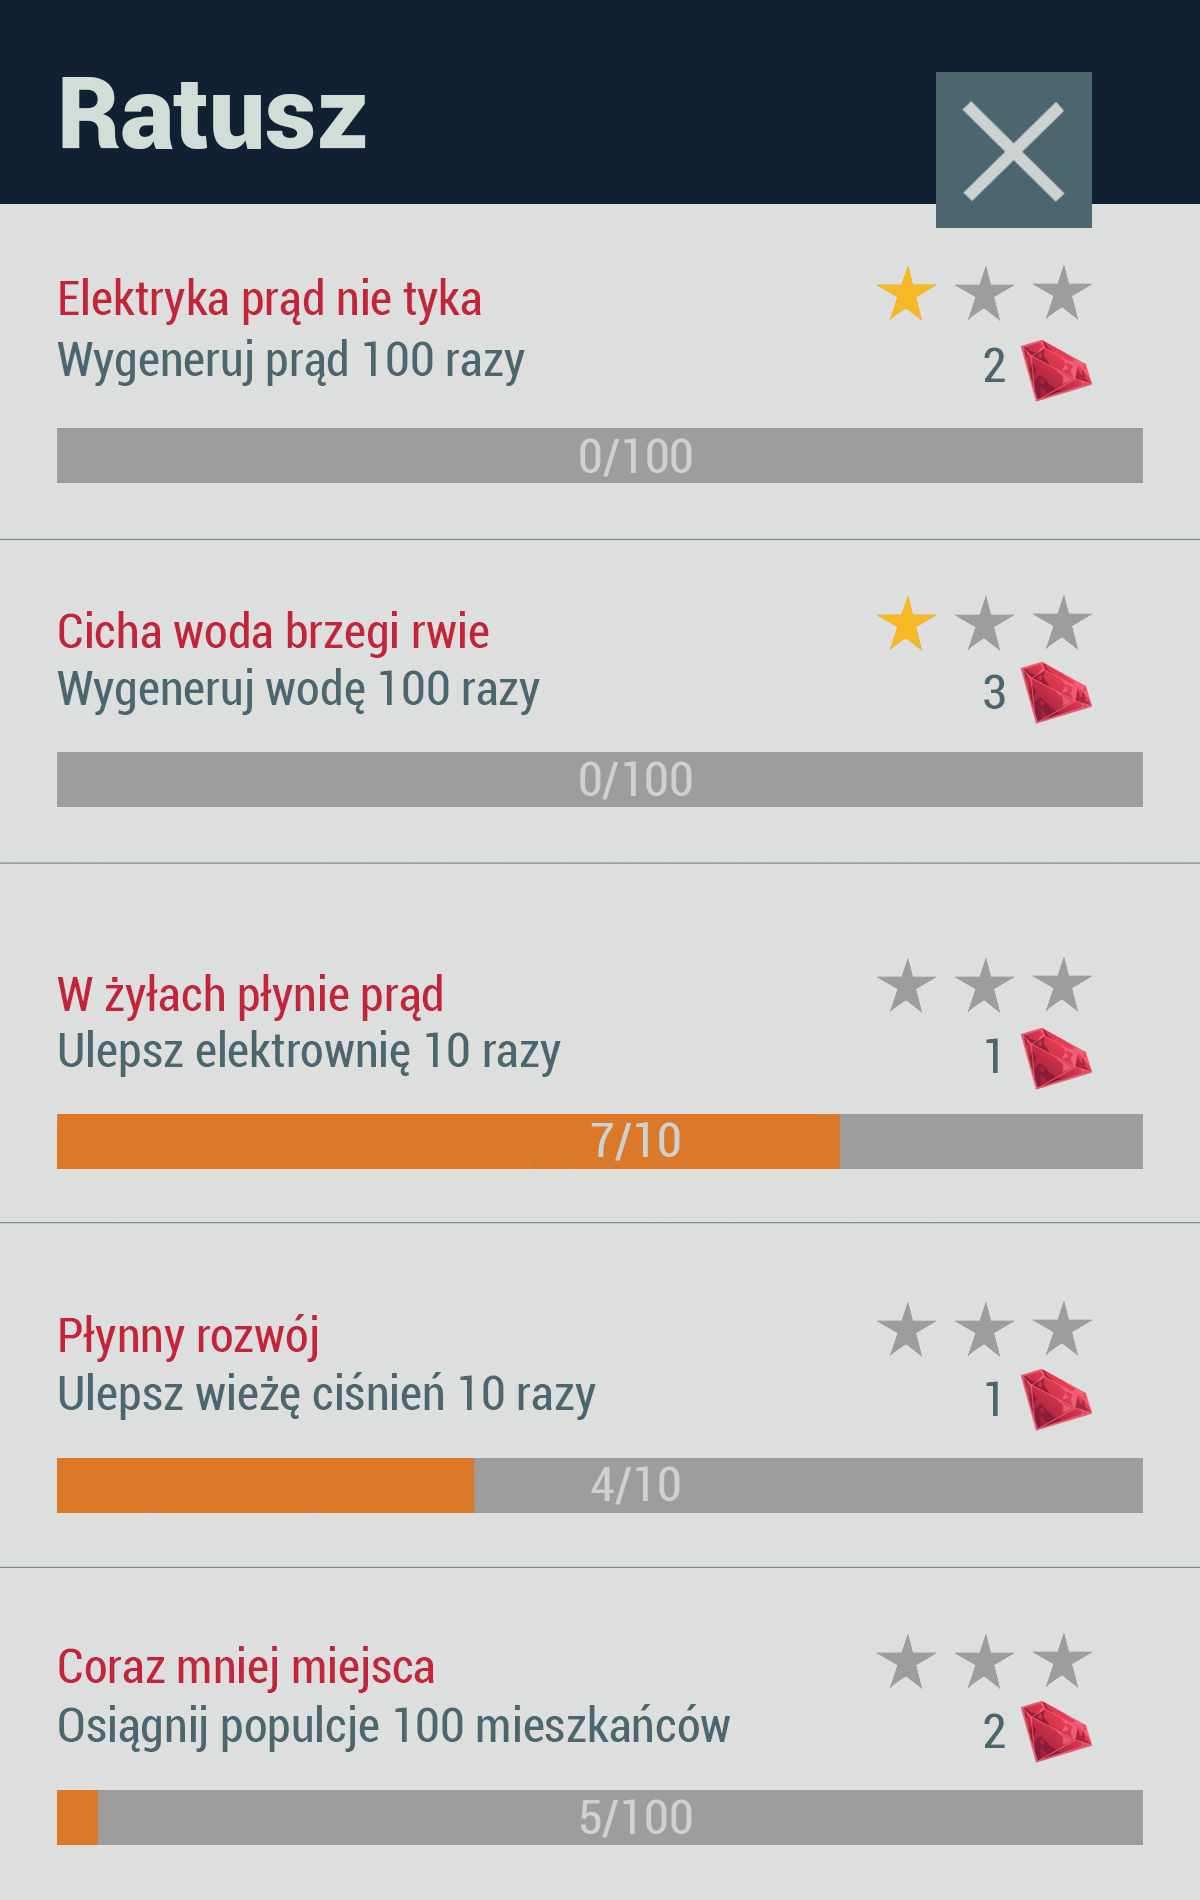 Ratusz
Elektryka prąd nie tyka
Wygeneruj prąd 100 razy
2
0/100
Cicha woda brzegi rwie
Wygeneruj wodę 100 razy
3
0/100
W żyłach płynie prąd
Ulepsz elektrownię 10 razy
1
7/10
Płynny rozwój
Ulepsz wieżę ciśnień 10 razy
1
4/10
Coraz mniej miejsca
Osiągnij populcje 100 mieszkańców
2
5/100